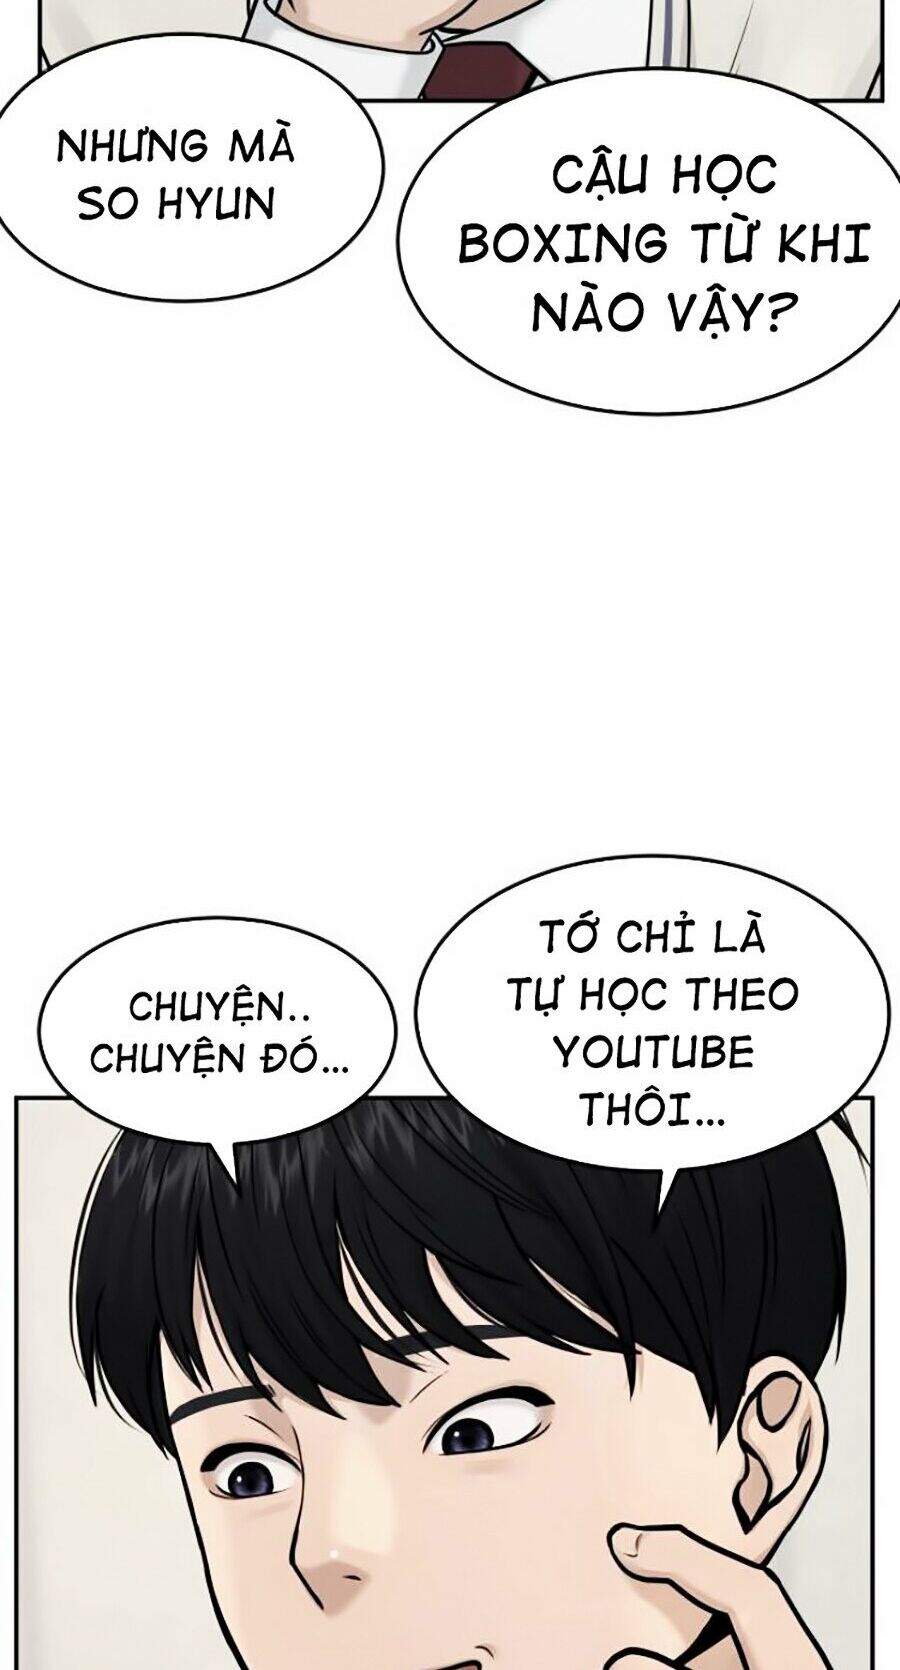 NHƯNG MÀ
SO HYUN
CẬU HỌC
BOXING TỪ KHI
NÀO VẬY?
CHUYỆN..
CHUYỆN ĐÓ...
TỚ CHỈ LÀ
TỰ HỌC THEO
YOUTUBE
THÔI...